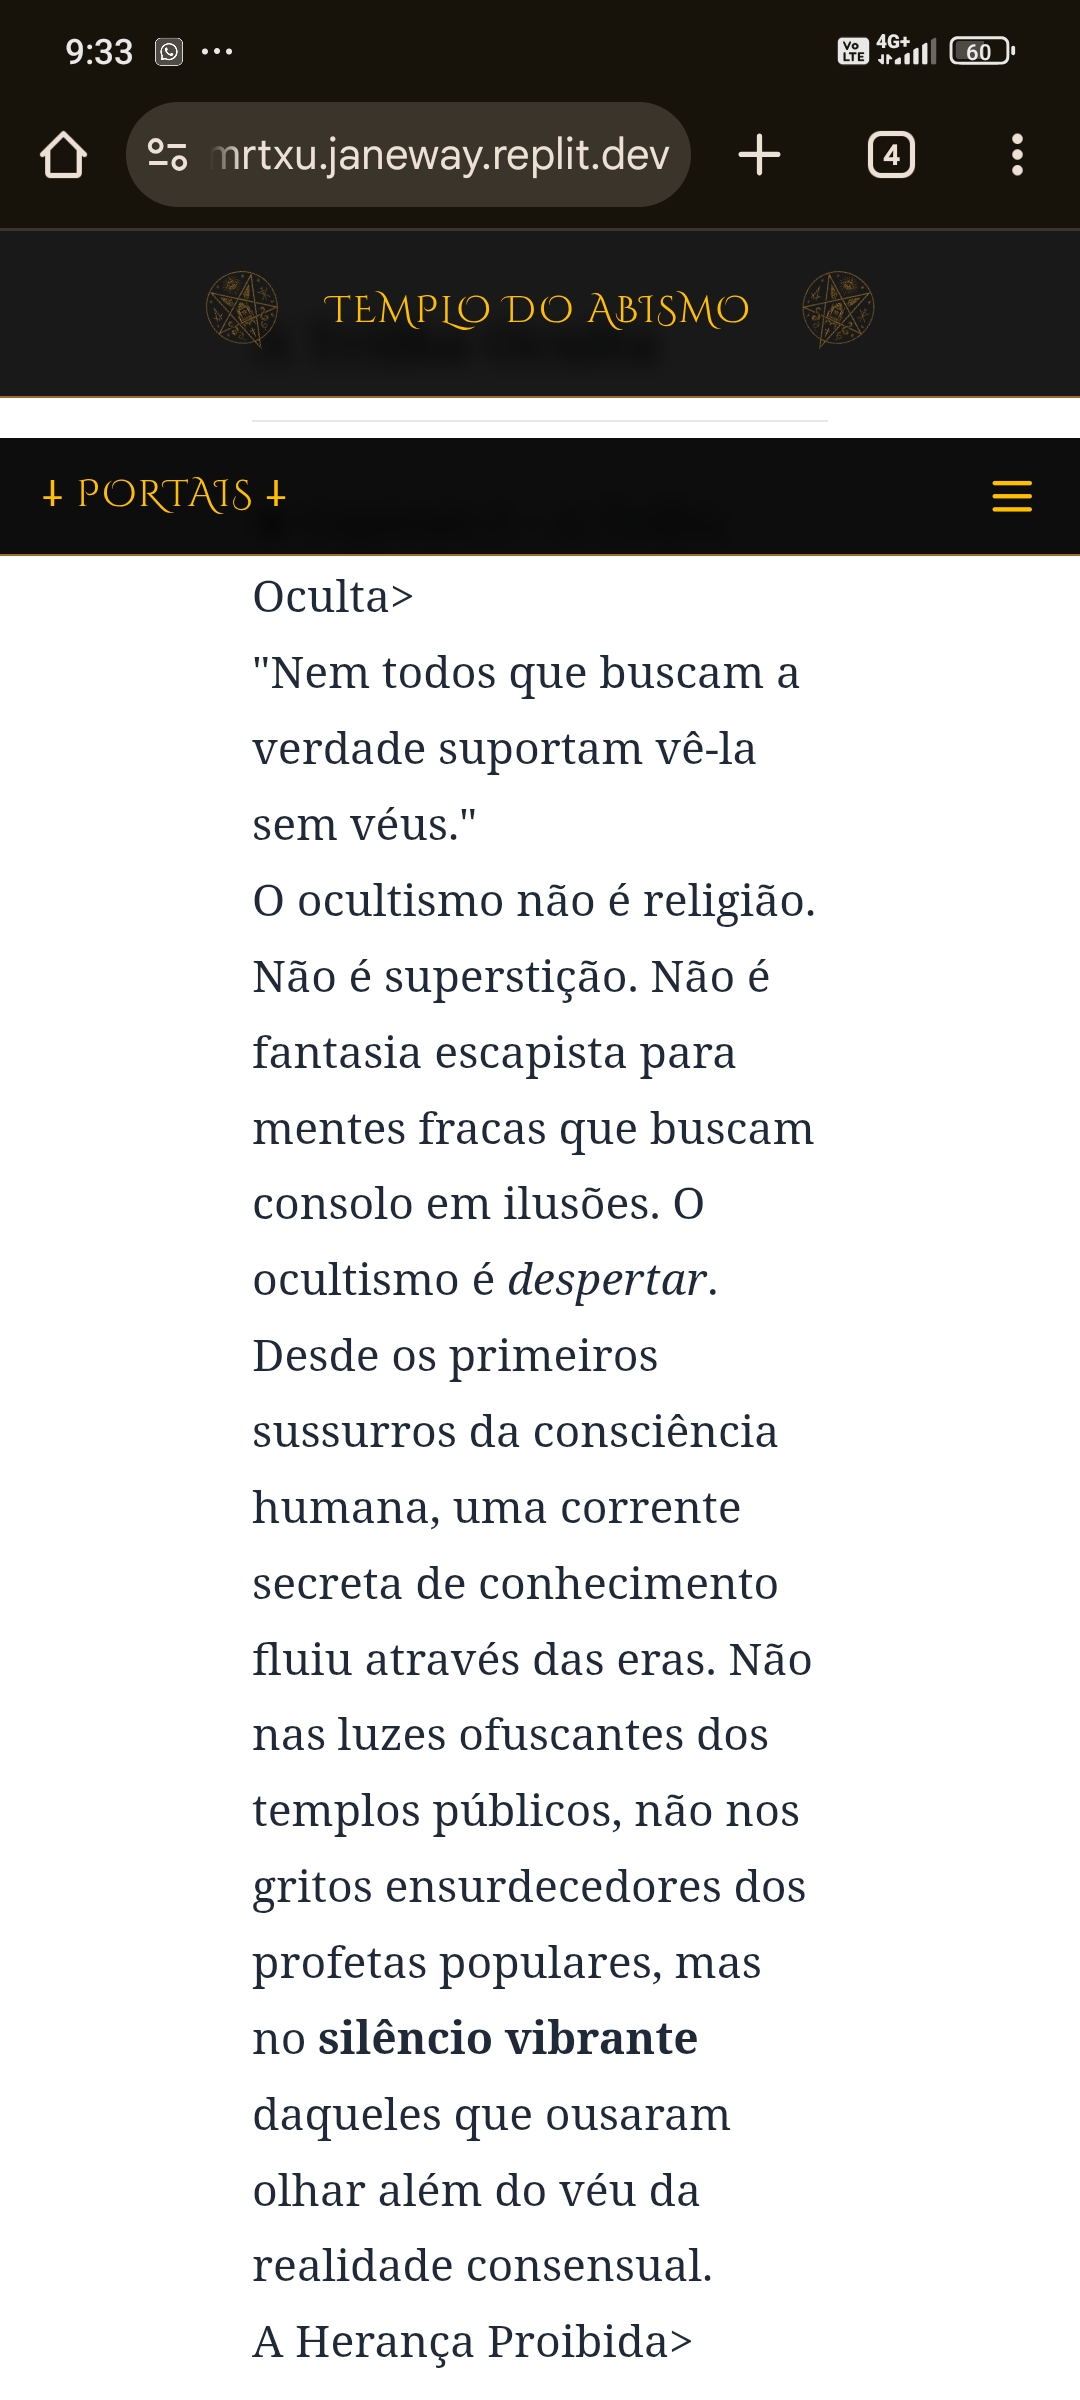 9:33
VoLTE 4G+ 60
mrtxu.janeway.replit.dev
4
TEMPLO DO ABISMO
PORTAIS
Oculta>
"Nem todos que buscam a
verdade suportam vê-la
sem véus."
O ocultismo não é religião.
Não é superstição. Não é
fantasia escapista para
mentes fracas que buscam
consolo em ilusões. O
ocultismo é despertar.
Desde os primeiros
sussurros da consciência
humana, uma corrente
secreta de conhecimento
fluiu através das eras. Não
nas luzes ofuscantes dos
templos públicos, não nos
gritos ensurdecedores dos
profetas populares, mas
no silêncio vibrante
daqueles que ousaram
olhar além do véu da
realidade consensual.
A Herança Proibida>